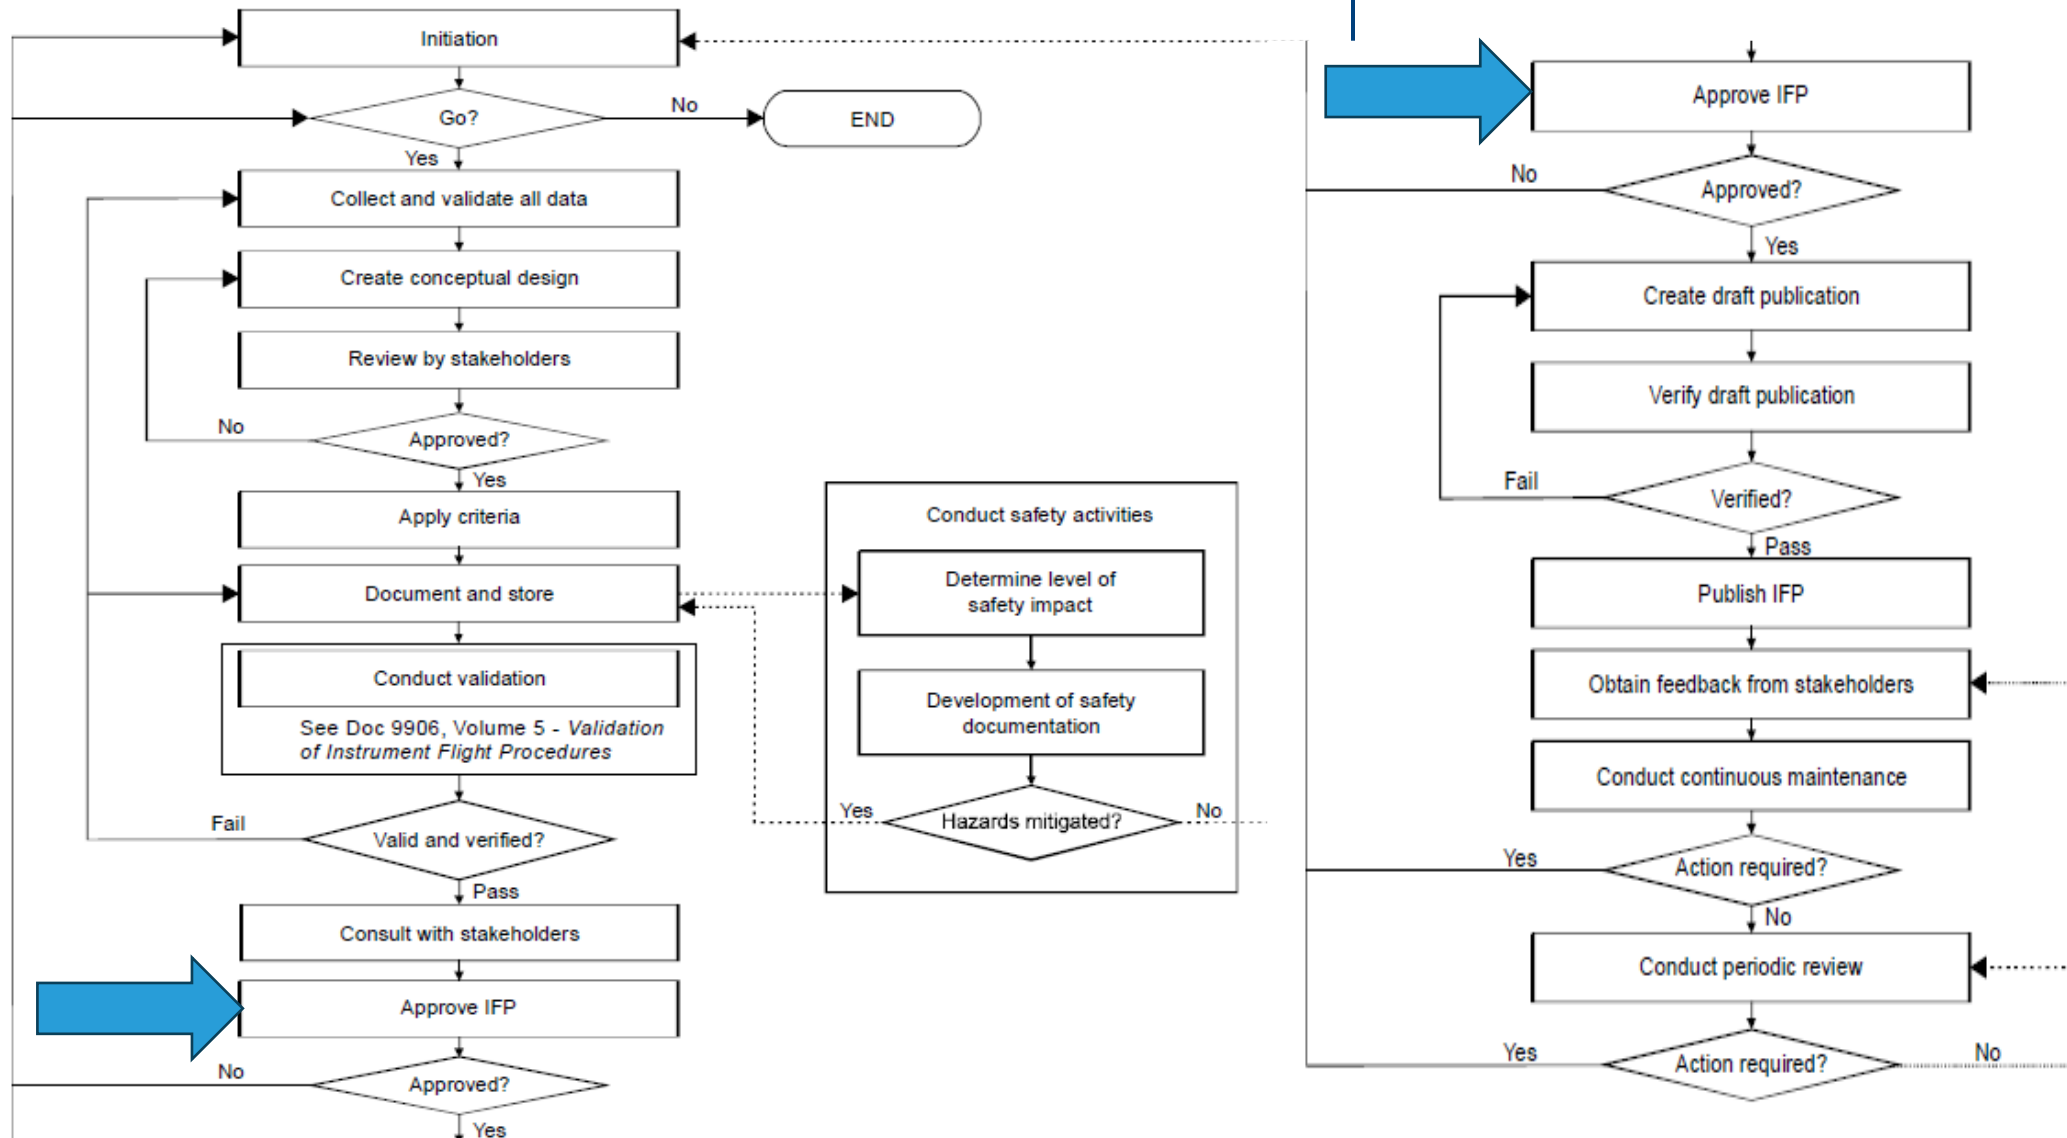 Initiation
Go?
No
END
Yes
Collect and validate all data
Create conceptual design
Review by stakeholders
No
Approved?
Yes
Apply criteria
Document and store
Conduct validation
See Doc 9906, Volume 5 - Validation
of Instrument Flight Procedures
Fail
Valid and verified?
Pass
Consult with stakeholders
Approve IFP
No
Approved?
Yes
Conduct safety activities
Determine level of
safety impact
Development of safety
documentation
Yes
Hazards mitigated?
No
Approve IFP
No
Approved?
Yes
Create draft publication
Verify draft publication
Fail
Verified?
Pass
Publish IFP
Obtain feedback from stakeholders
Conduct continuous maintenance
Yes
Action required?
No
Conduct periodic review
Yes
Action required?
No